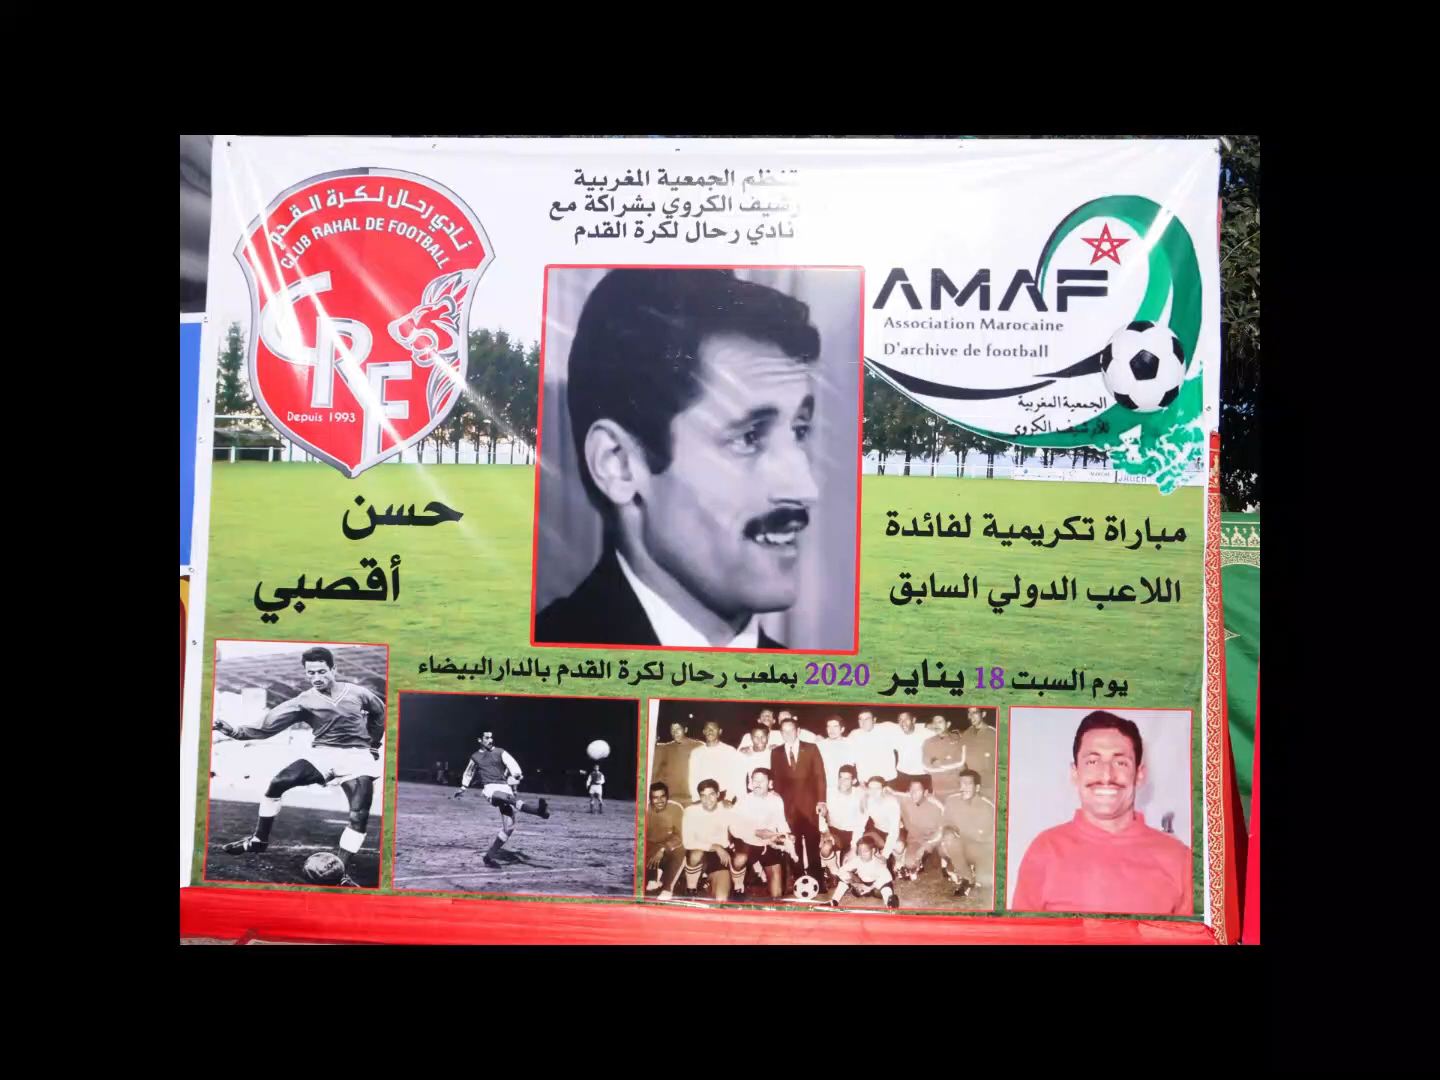 تنظم الجمعية المغربية
الكروي بشراكة مع
نادي رحال لكرة القدم
نادي رحال لكرة القدم
CLUB RAHAL DE FOOTBALL
CRF
Depuis 1993
AMAF
Association Marocaine
D'archive de football
الجمعية المغربية
للأرشيف الكروي
حسن
أقصبي
مباراة تكريمية لفائدة
اللاعب الدولي السابق
يوم السبت 18 يناير 2020 بملعب رحال لكرة القدم بالدارالبيضاء